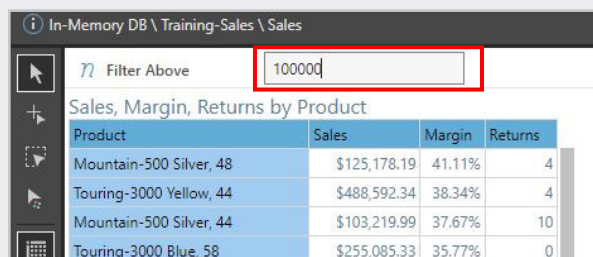 In-Memory DB \ Training-Sales \ Sales
n Filter Above 100000
Sales, Margin, Returns by Product
Product Sales Margin Returns
Mountain-500 Silver, 48 $125,178.19 41.11% 4
Touring-3000 Yellow, 44 $488,592.34 38.34% 4
Mountain-500 Silver, 44 $103,219.99 37.67% 10
Touring-3000 Blue, 58 $255,085.33 35.77% 0